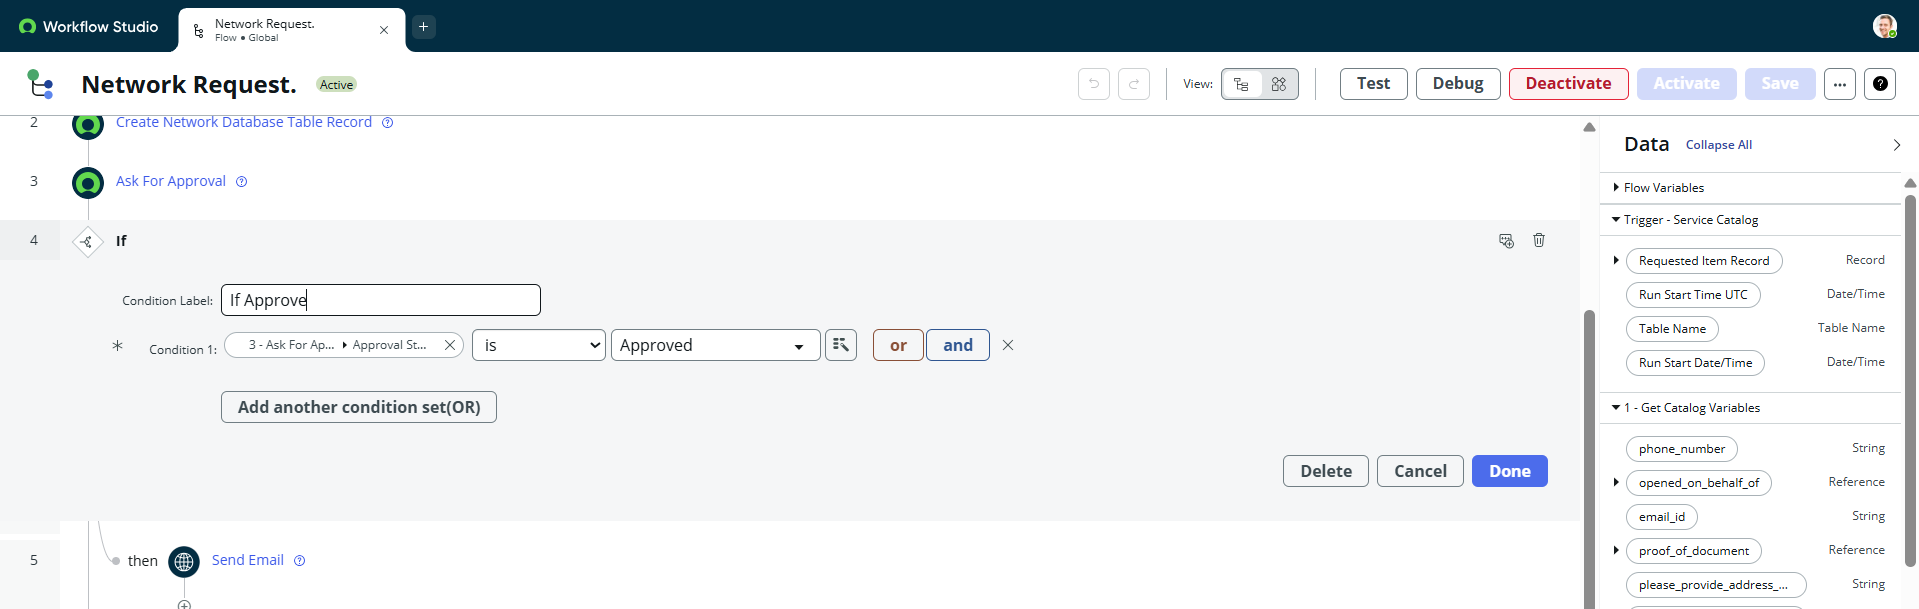 Workflow Studio
Network Request.
Flow • Global
Network Request. Active
View:
Test Debug Deactivate Activate Save ...
2 Create Network Database Table Record
3 Ask For Approval
4 If
Condition Label: If Approve
* Condition 1: 3 - Ask For Ap... Approval St... is Approved or and
Add another condition set(OR)
Delete Cancel Done
5 then Send Email
Data Collapse All
Flow Variables
Trigger - Service Catalog
Requested Item Record Record
Run Start Time UTC Date/Time
Table Name Table Name
Run Start Date/Time Date/Time
1 - Get Catalog Variables
phone_number String
opened_on_behalf_of Reference
email_id String
proof_of_document Reference
please_provide_address_... String